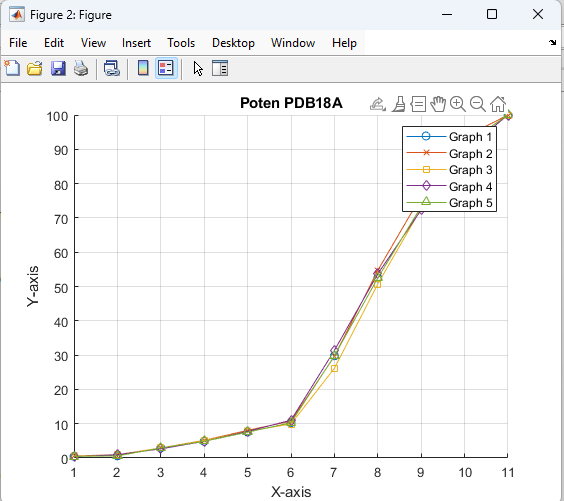 Figure 2: Figure
File Edit View Insert Tools Desktop Window Help
Poten PDB18A
Graph 1
Graph 2
Graph 3
Graph 4
Graph 5
100
90
80
70
60
50
40
30
20
10
0
Y-axis
1 2 3 4 5 6 7 8 9 10 11
X-axis